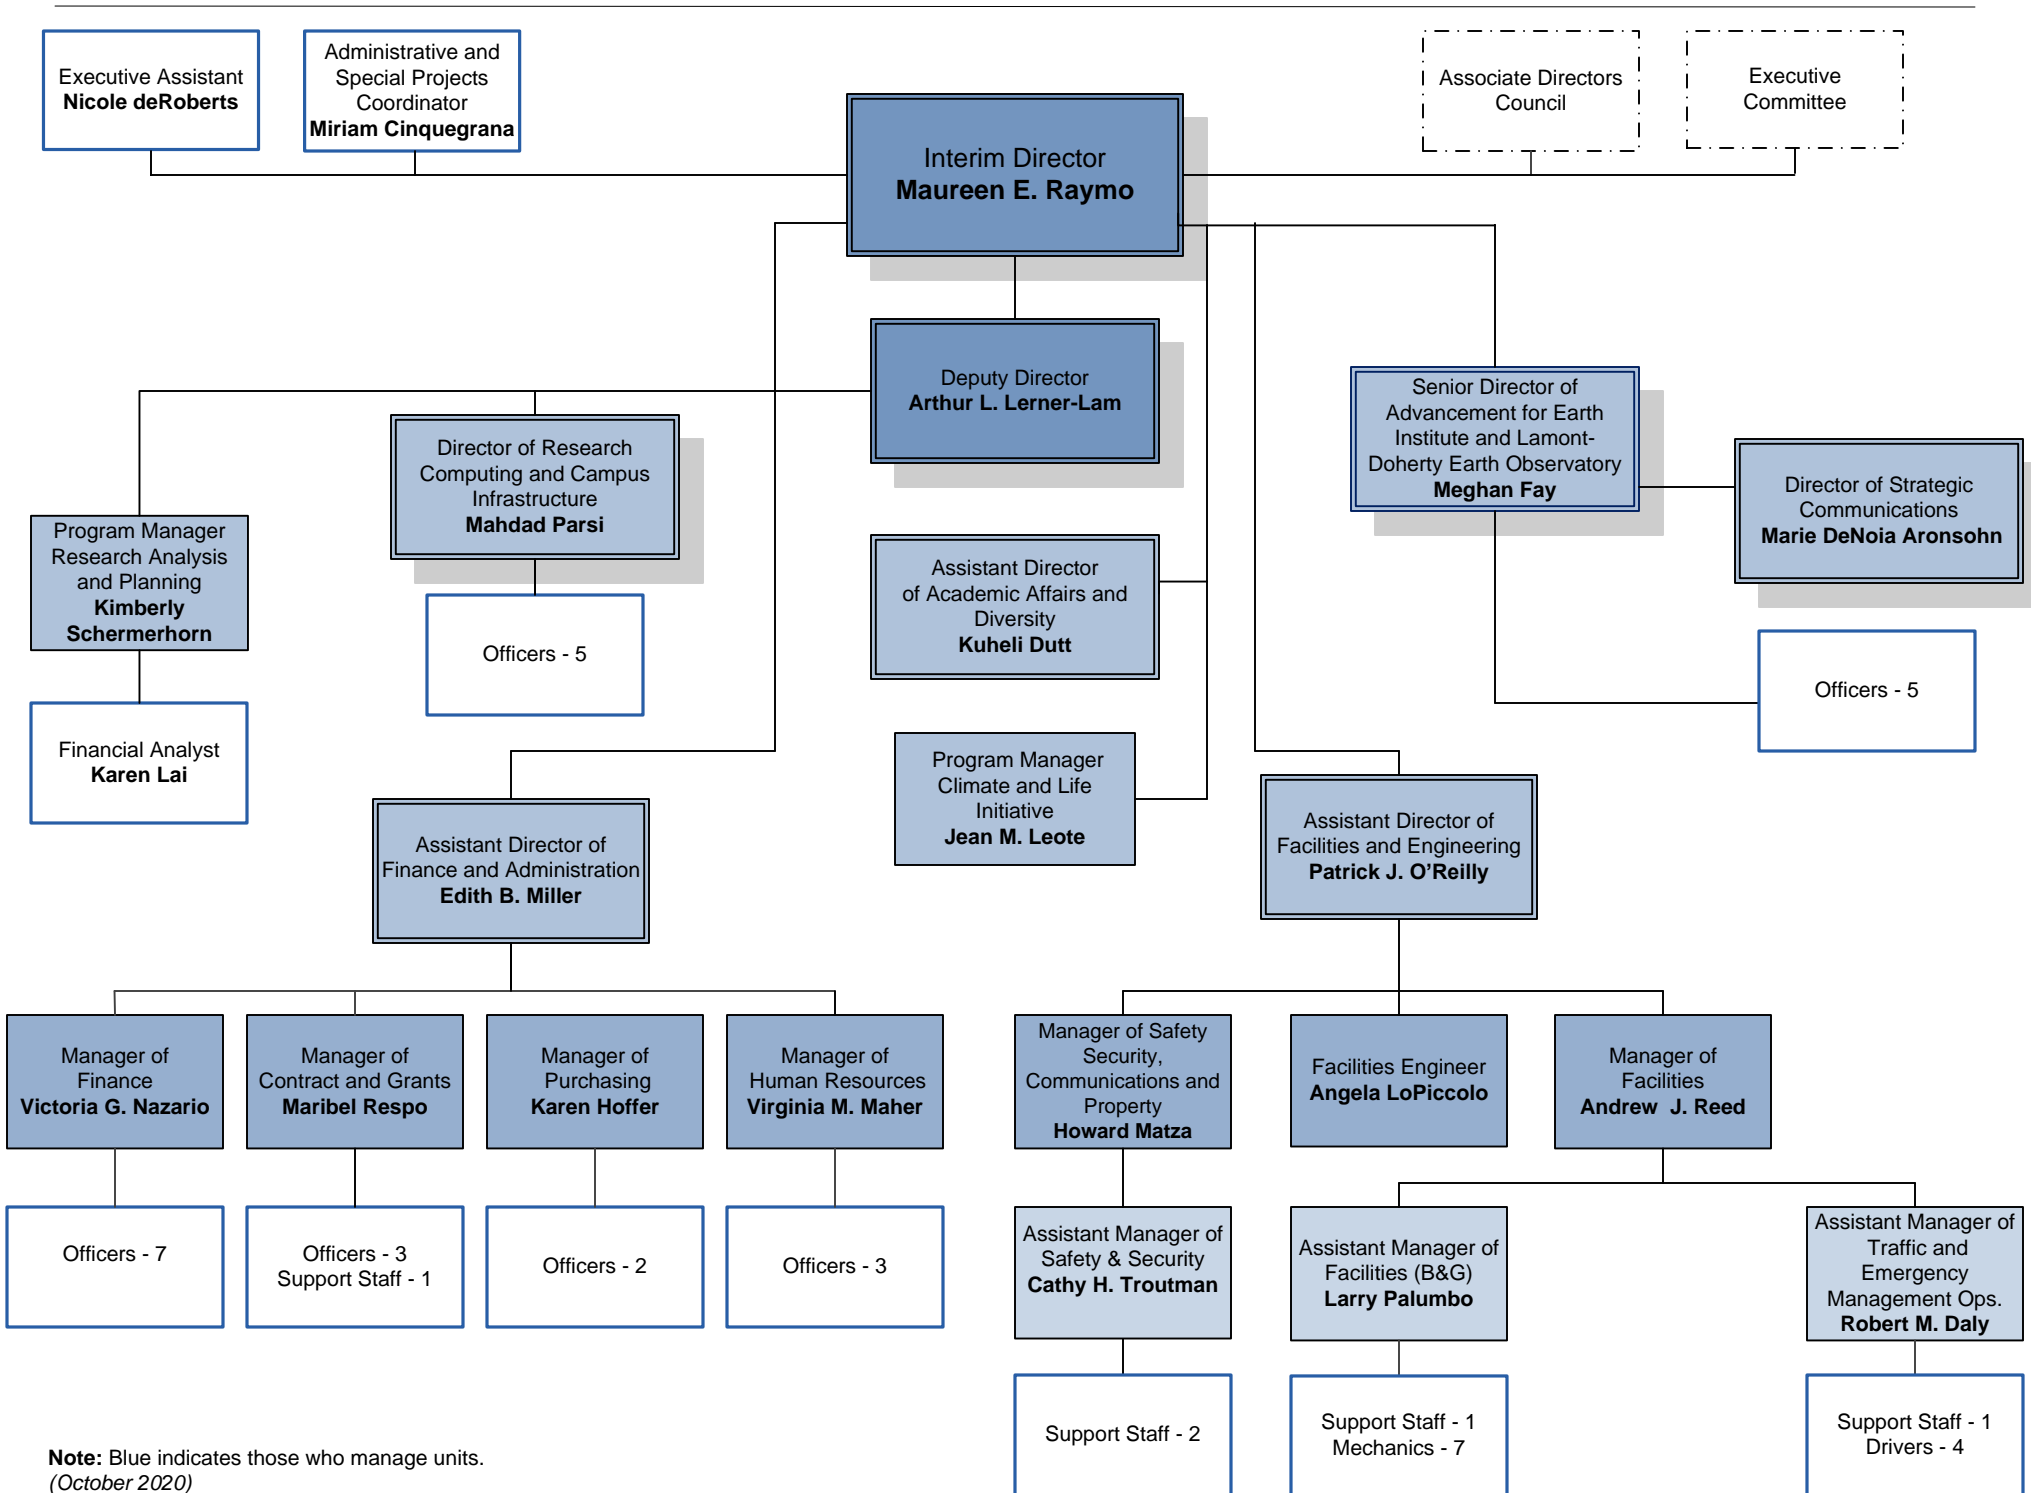 Executive Assistant
Nicole deRoberts
Administrative and
Special Projects
Coordinator
Miriam Cinquegrana
Interim Director
Maureen E. Raymo
Associate Directors
Council
Executive
Committee
Deputy Director
Arthur L. Lerner-Lam
Senior Director of
Advancement for Earth
Institute and Lamont-
Doherty Earth Observatory
Meghan Fay
Director of Research
Computing and Campus
Infrastructure
Mahdad Parsi
Director of Strategic
Communications
Marie DeNoia Aronsohn
Program Manager
Research Analysis
and Planning
Kimberly
Schermerhorn
Assistant Director
of Academic Affairs and
Diversity
Kuheli Dutt
Officers - 5
Officers - 5
Financial Analyst
Karen Lai
Program Manager
Climate and Life
Initiative
Jean M. Leote
Assistant Director of
Finance and Administration
Edith B. Miller
Assistant Director of
Facilities and Engineering
Patrick J. O’Reilly
Manager of
Finance
Victoria G. Nazario
Manager of
Contract and Grants
Maribel Respo
Manager of
Purchasing
Karen Hoffer
Manager of
Human Resources
Virginia M. Maher
Manager of Safety
Security,
Communications and
Property
Howard Matza
Facilities Engineer
Angela LoPiccolo
Manager of
Facilities
Andrew  J. Reed
Officers - 7
Officers - 3
Support Staff - 1
Officers - 2
Officers - 3
Assistant Manager of
Safety & Security
Cathy H. Troutman
Assistant Manager of
Facilities (B&G)
Larry Palumbo
Assistant Manager of
Traffic and
Emergency
Management Ops.
Robert M. Daly
Support Staff - 2
Support Staff - 1
Mechanics - 7
Support Staff - 1
Drivers - 4
Note: Blue indicates those who manage units.
(October 2020)